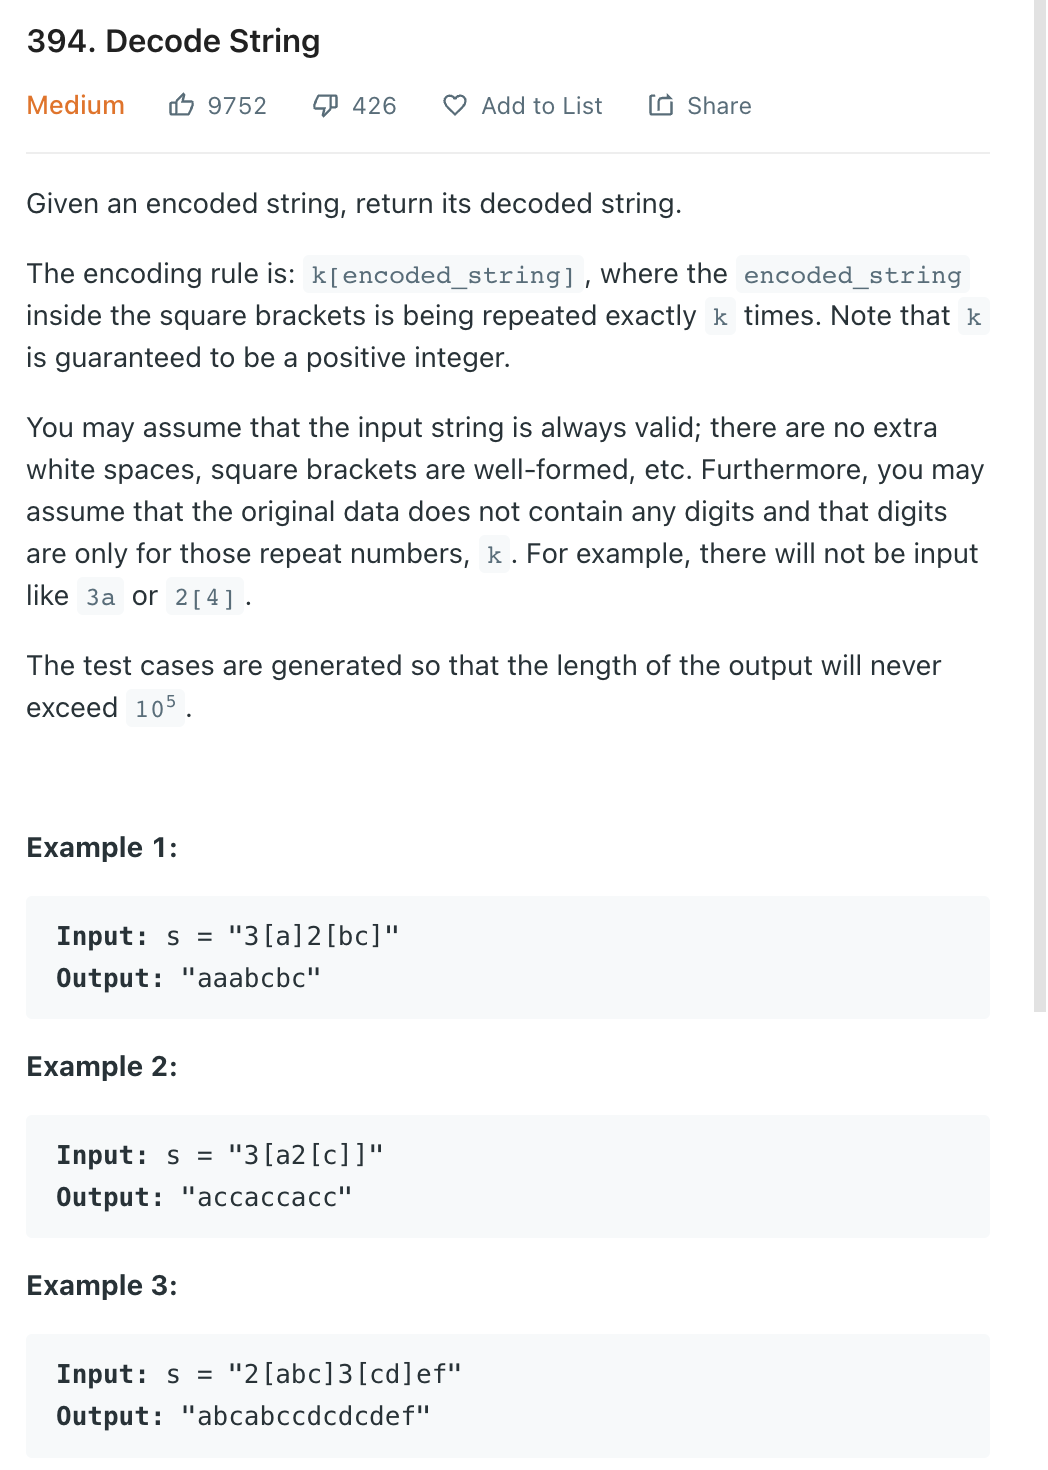 394. Decode String
Medium 9752 426 Add to List Share
Given an encoded string, return its decoded string.
The encoding rule is: k[encoded_string], where the encoded_string
inside the square brackets is being repeated exactly k times. Note that k
is guaranteed to be a positive integer.
You may assume that the input string is always valid; there are no extra
white spaces, square brackets are well-formed, etc. Furthermore, you may
assume that the original data does not contain any digits and that digits
are only for those repeat numbers, k. For example, there will not be input
like 3a or 2[4].
The test cases are generated so that the length of the output will never
exceed 10⁵.
Example 1:
Input: s = "3[a]2[bc]"
Output: "aaabcbc"
Example 2:
Input: s = "3[a2[c]]"
Output: "accaccacc"
Example 3:
Input: s = "2[abc]3[cd]ef"
Output: "abcabccdcdcdef"